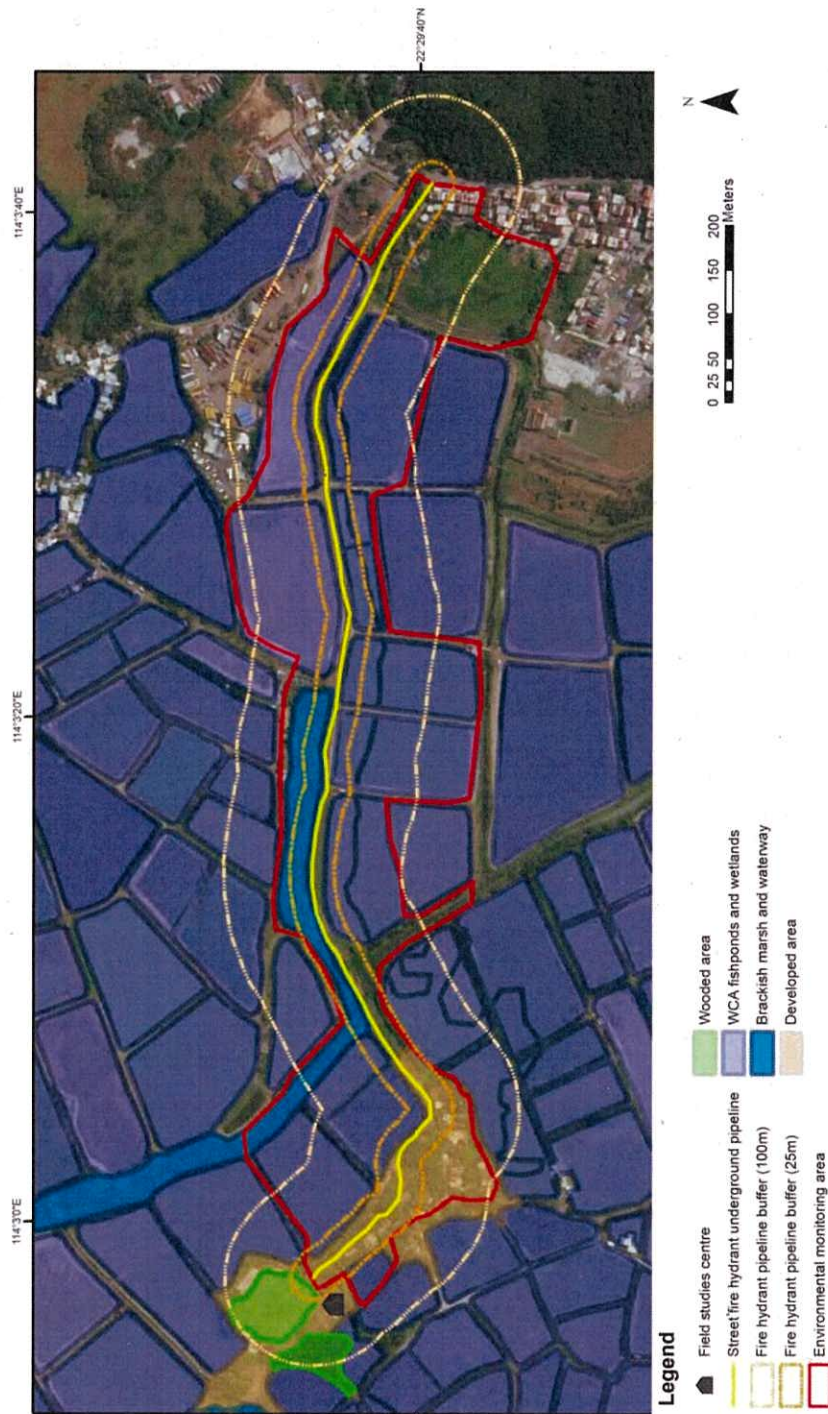 114°3'0"E
114°3'20"E
114°3'40"E
22°29'40"N
N
0 25 50 100 150 200
Meters
Legend
Field studies centre
Street fire hydrant underground pipeline
Fire hydrant pipeline buffer (100m)
Fire hydrant pipeline buffer (25m)
Environmental monitoring area
Wooded area
WCA fishponds and wetlands
Brackish marsh and waterway
Developed area